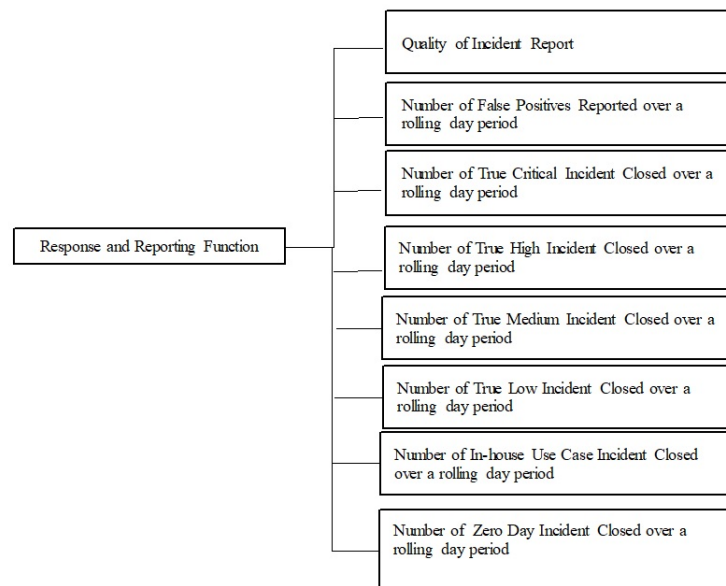 Quality of Incident Report
Number of False Positives Reported over a
rolling day period
Number of True Critical Incident Closed over a
rolling day period
Response and Reporting Function
Number of True High Incident Closed over a
rolling day period
Number of True Medium Incident Closed over a
rolling day period
Number of True Low Incident Closed over a
rolling day period
Number of In-house Use Case Incident Closed
over a rolling day period
Number of Zero Day Incident Closed over a
rolling day period